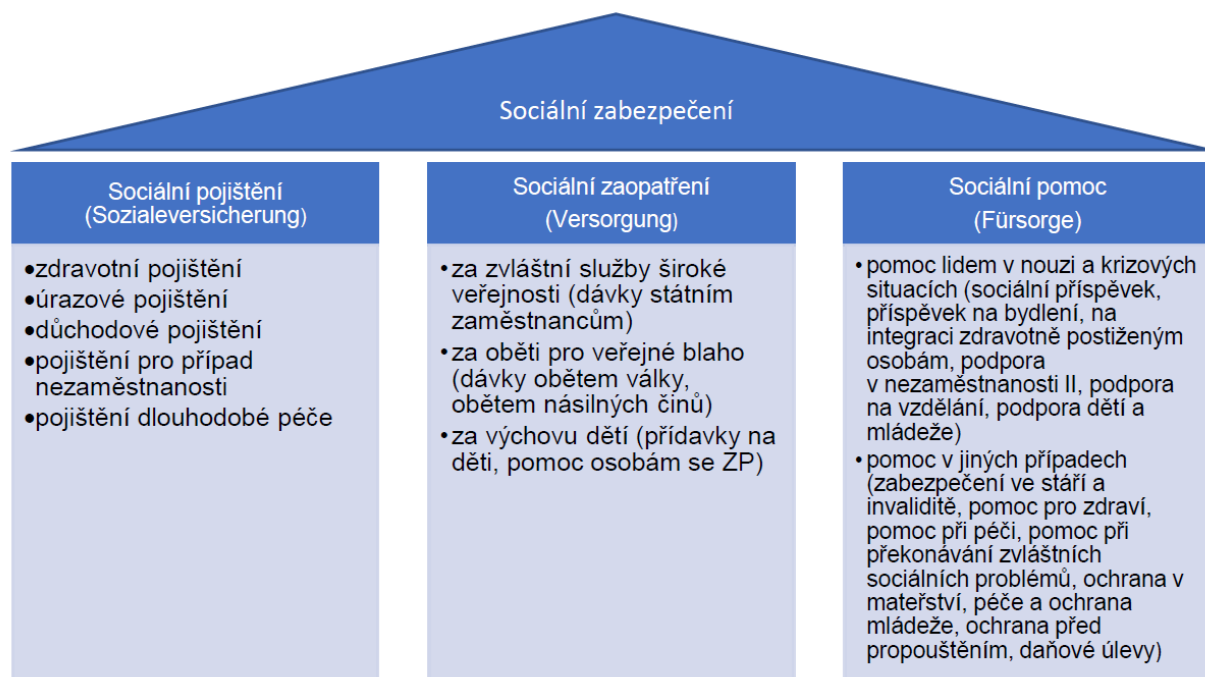 Sociální zabezpečení
Sociální pojištění
(Sozialeversicherung)
•zdravotní pojištění
•úrazové pojištění
•důchodové pojištění
•pojištění pro případ
nezaměstnanosti
•pojištění dlouhodobé péče
Sociální zaopatření
(Versorgung)
•za zvláštní služby široké
veřejnosti (dávky státním
zaměstnancům)
•za oběti pro veřejné blaho
(dávky obětem války,
obětem násilných činů)
•za výchovu dětí (přídavky na
děti, pomoc osobám se ZP)
Sociální pomoc
(Fürsorge)
•pomoc lidem v nouzi a krizových
situacích (sociální příspěvek,
příspěvek na bydlení, na
integraci zdravotně postiženým
osobám, podpora
v nezaměstnanosti II, podpora
na vzdělání, podpora dětí a
mládeže)
•pomoc v jiných případech
(zabezpečení ve stáří a
invaliditě, pomoc pro zdraví,
pomoc při péči, pomoc při
překonávání zvláštních
sociálních problémů, ochrana v
mateřství, péče a ochrana
mládeže, ochrana před
propouštěním, daňové úlevy)